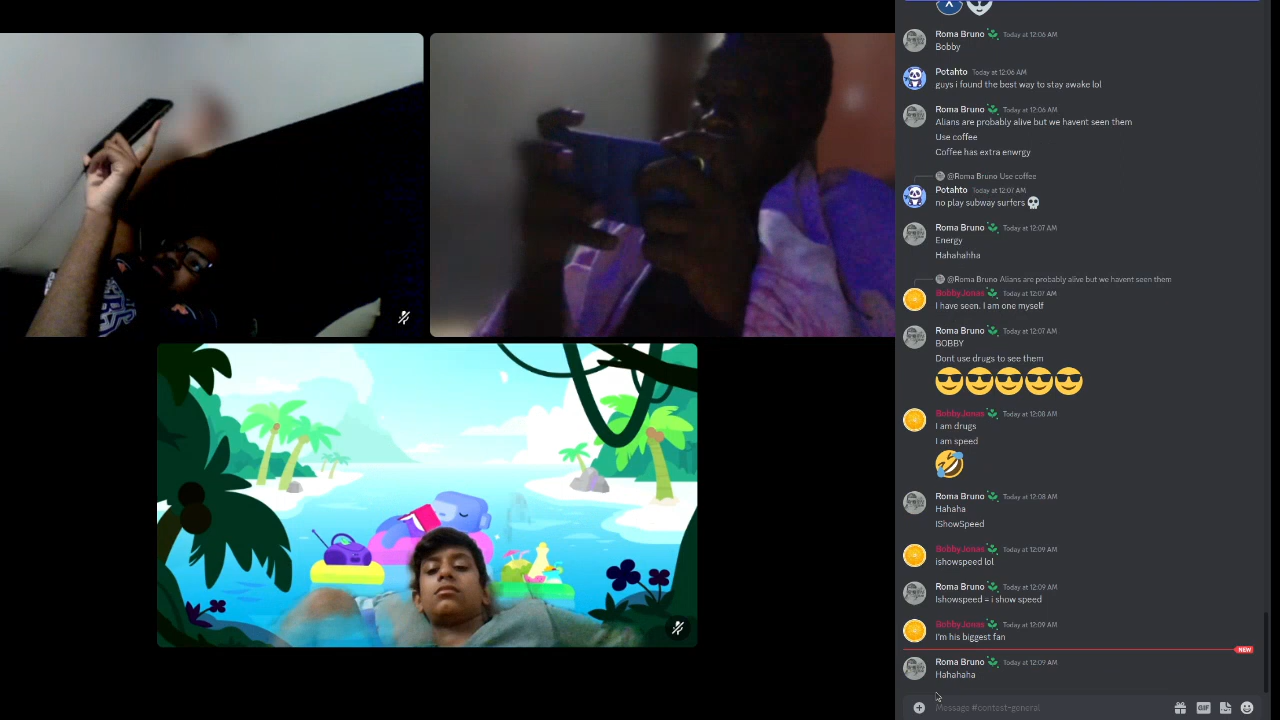 Roma Bruno Today at 12:06 AM
Bobby
Potahto Today at 12:06 AM
guys i found the best way to stay awake lol
Roma Bruno Today at 12:06 AM
Alians are probably alive but we havent seen them
Use coffee
Coffee has extra enwrgy
@Roma Bruno Use coffee
Potahto Today at 12:07 AM
no play subway surfers
Roma Bruno Today at 12:07 AM
Energy
Hahahahha
@Roma Bruno Alians are probably alive but we havent seen them
BobbyJonas Today at 12:07 AM
I have seen. I am one myself
Roma Bruno Today at 12:07 AM
BOBBY
Dont use drugs to see them
BobbyJonas Today at 12:08 AM
I am drugs
I am speed
Roma Bruno Today at 12:08 AM
Hahaha
IShowSpeed
BobbyJonas Today at 12:09 AM
ishowspeed lol
Roma Bruno Today at 12:09 AM
Ishowspeed = i show speed
BobbyJonas Today at 12:09 AM
I'm his biggest fan
NEW
Roma Bruno Today at 12:09 AM
Hahahaha
Message #contest-general
GIF